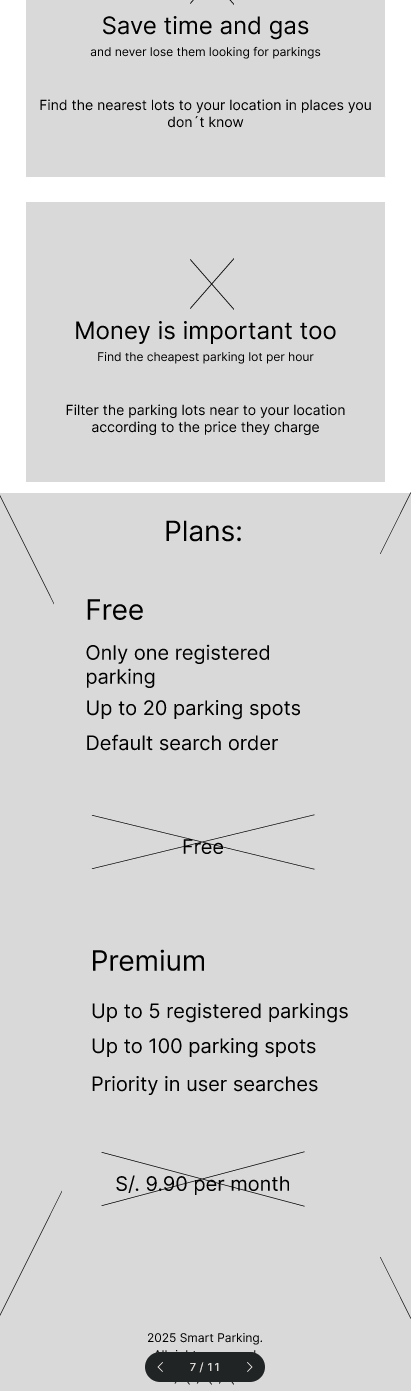 Save time and gas
and never lose them looking for parkings
Find the nearest lots to your location in places you
don´t know
Money is important too
Find the cheapest parking lot per hour
Filter the parking lots near to your location
according to the price they charge
Plans:
Free
Only one registered
parking
Up to 20 parking spots
Default search order
Free
Premium
Up to 5 registered parkings
Up to 100 parking spots
Priority in user searches
S/. 9.90 per month
2025 Smart Parking.
7 / 11